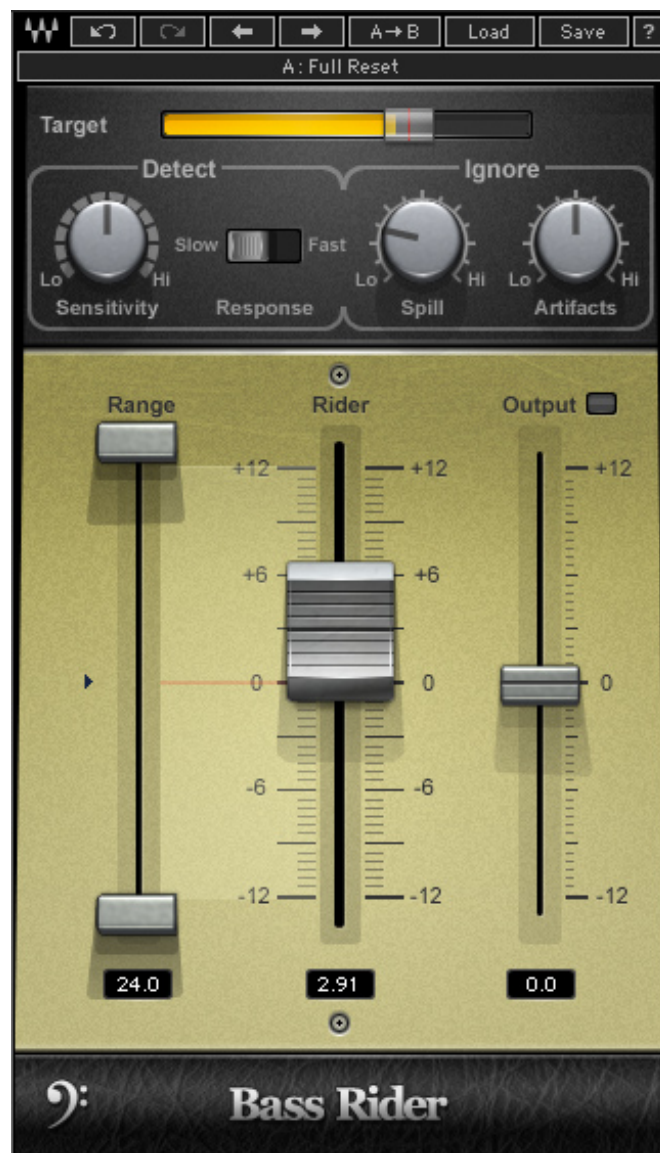 A→B Load Save ?
A: Full Reset
Target
Detect Ignore
Slow Fast
Lo Hi Lo Hi Lo Hi
Sensitivity Response Spill Artifacts
Range Rider Output
+12 +12 +12
+6 +6
0 0 0
-6 -6
-12 -12 -12
24.0 2.91 0.0
Bass Rider